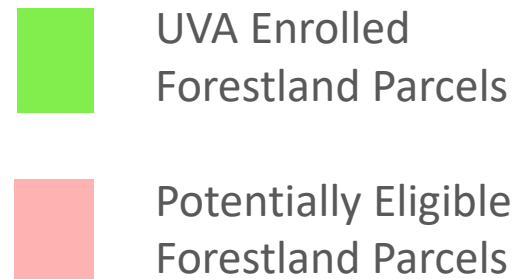 UVA Enrolled
Forestland Parcels
Potentially Eligible
Forestland Parcels